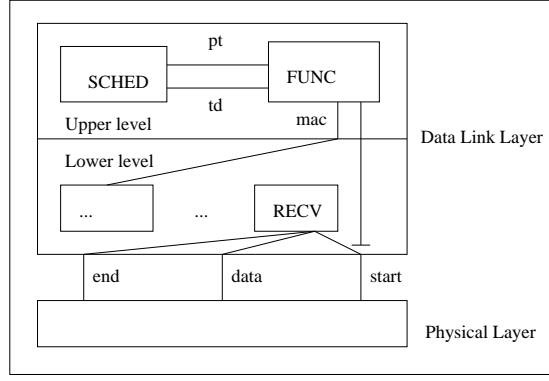 pt
SCHED
FUNC
td
mac
Upper level
Data Link Layer
Lower level
...
...
RECV
end
data
start
Physical Layer